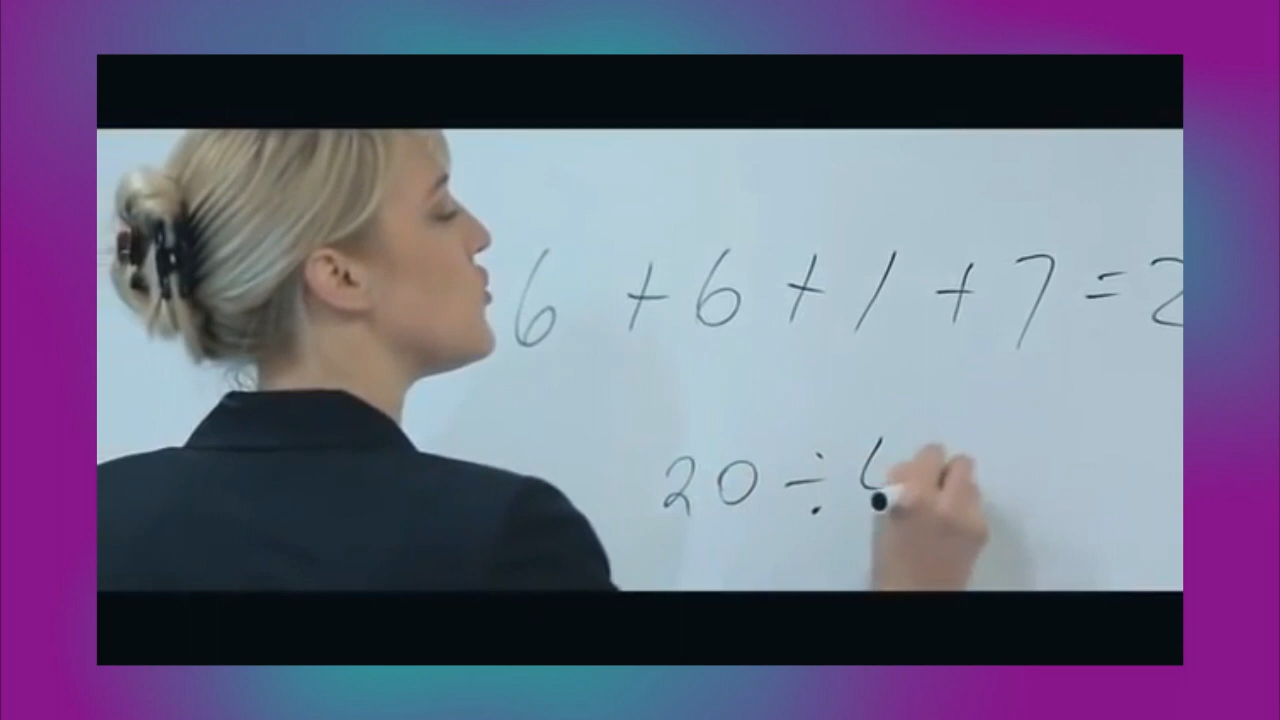 6 + 6 + 1 + 7 = 2
20 ÷